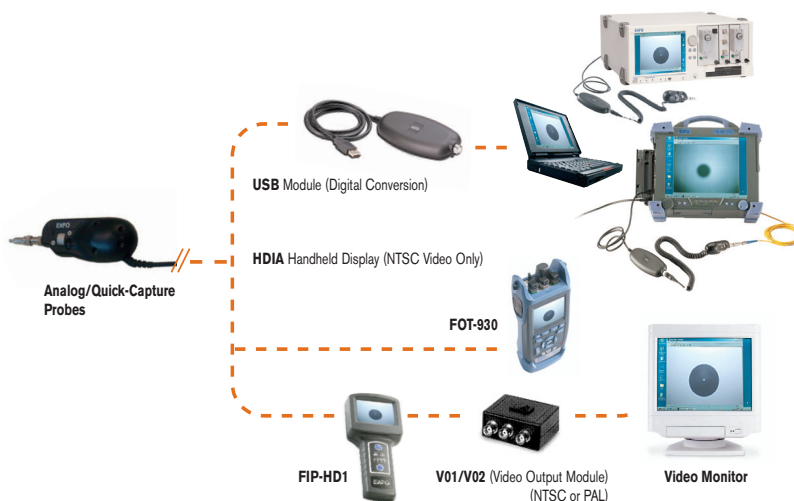 USB Module (Digital Conversion)
EXFO
Analog/Quick-Capture
Probes
HDIA Handheld Display (NTSC Video Only)
FOT-930
FIP-HD1
EXFO
V01/V02 (Video Output Module)
(NTSC or PAL)
Video Monitor